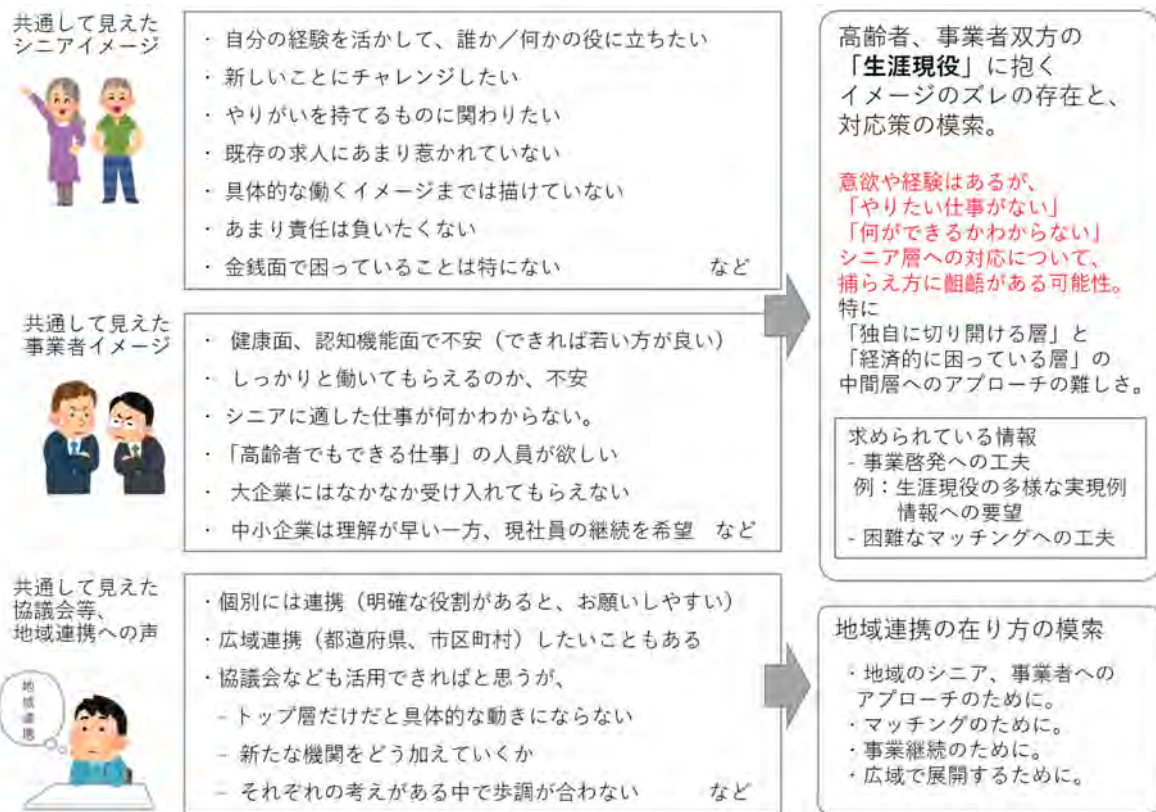 共通して見えた
シニアイメージ
・ 自分の経験を活かして、誰か／何かの役に立ちたい
・ 新しいことにチャレンジしたい
・ やりがいを持てるものに関わりたい
・ 既存の求人にあまり惹かれていない
・ 具体的な働くイメージまでは描けていない
・ あまり責任は負いたくない
・ 金銭面で困っていることは特にない　など
共通して見えた
事業者イメージ
・ 健康面、認知機能面で不安（できれば若い方が良い）
・ しっかりと働いてもらえるのか、不安
・ シニアに適した仕事が何かわからない。
・ 「高齢者でもできる仕事」の人員が欲しい
・ 大企業にはなかなか受け入れてもらえない
・ 中小企業は理解が早い一方、現社員の継続を希望　など
高齢者、事業者双方の
「生涯現役」に抱く
イメージのズレの存在と、
対応策の模索。
意欲や経験はあるが、
「やりたい仕事がない」
「何ができるかわからない」
シニア層への対応について、
捕らえ方に齟齬がある可能性。
特に
「独自に切り開ける層」と
「経済的に困っている層」の
中間層へのアプローチの難しさ。
求められている情報
- 事業啓発への工夫
例：生涯現役の多様な実現例
情報への要望
- 困難なマッチングへの工夫
共通して見えた
協議会等、
地域連携への声
地域連携
・個別には連携（明確な役割があると、お願いしやすい）
・広域連携（都道府県、市区町村）したいこともある
・協議会なども活用できればと思うが、
– トップ層だけだと具体的な動きにならない
– 新たな機関をどう加えていくか
– それぞれの考えがある中で歩調が合わない　など
地域連携の在り方の模索
・地域のシニア、事業者への
アプローチのために。
・マッチングのために。
・事業継続のために。
・広域で展開するために。